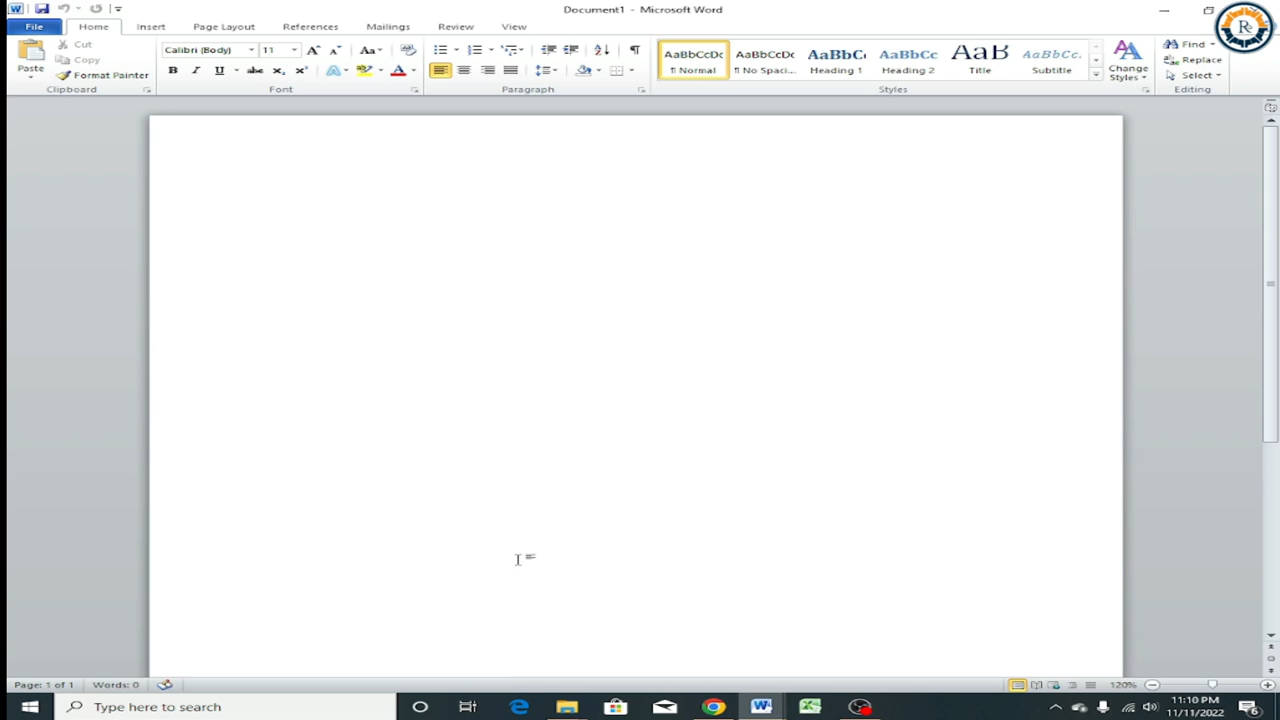 Document1 - Microsoft Word
File Home Insert Page Layout References Mailings Review View
Paste
Cut
Copy
Format Painter
Clipboard
Calibri (Body) 11
Font
Paragraph
AaBbCcDc AaBbCcDc AaBbC AaBbCc AaB AaBbCc.
¶ Normal ¶ No Spaci... Heading 1 Heading 2 Title Subtitle
Change
Styles
Styles
Find
Replace
Select
Editing
Page: 1 of 1 Words: 0 120%
Type here to search
11:10 PM
11/11/2022
6